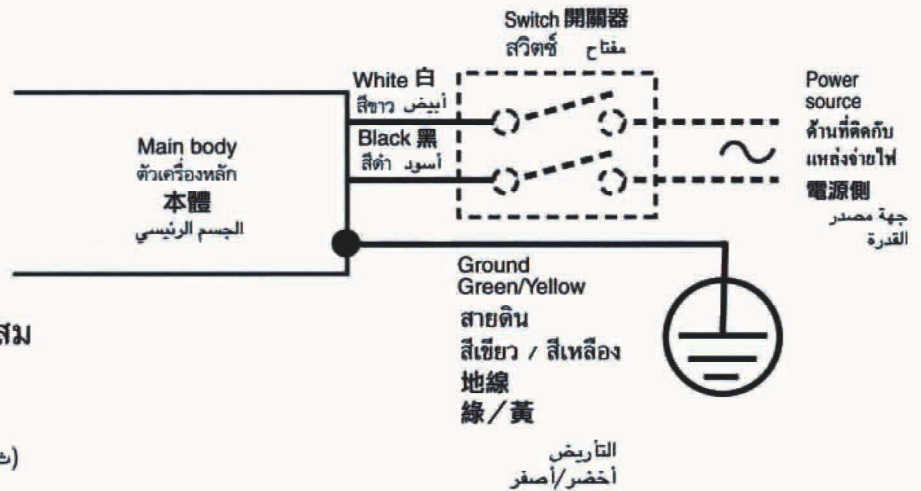 Switch 開關器
สวิตช์ مفتاح
White 白
สีขาว أبيض
Black 黑
สีดำ أسود
Main body
ตัวเครื่องหลัก
本體
الجسم الرئيسي
Power
source
ด้านที่ติดกับ
แหล่งจ่ายไฟ
電源側
جهة مصدر
القدرة
Ground
Green/Yellow
สายดิน
สีเขียว / สีเหลือง
地線
綠／黃
التأريض
أخضر/أصفر